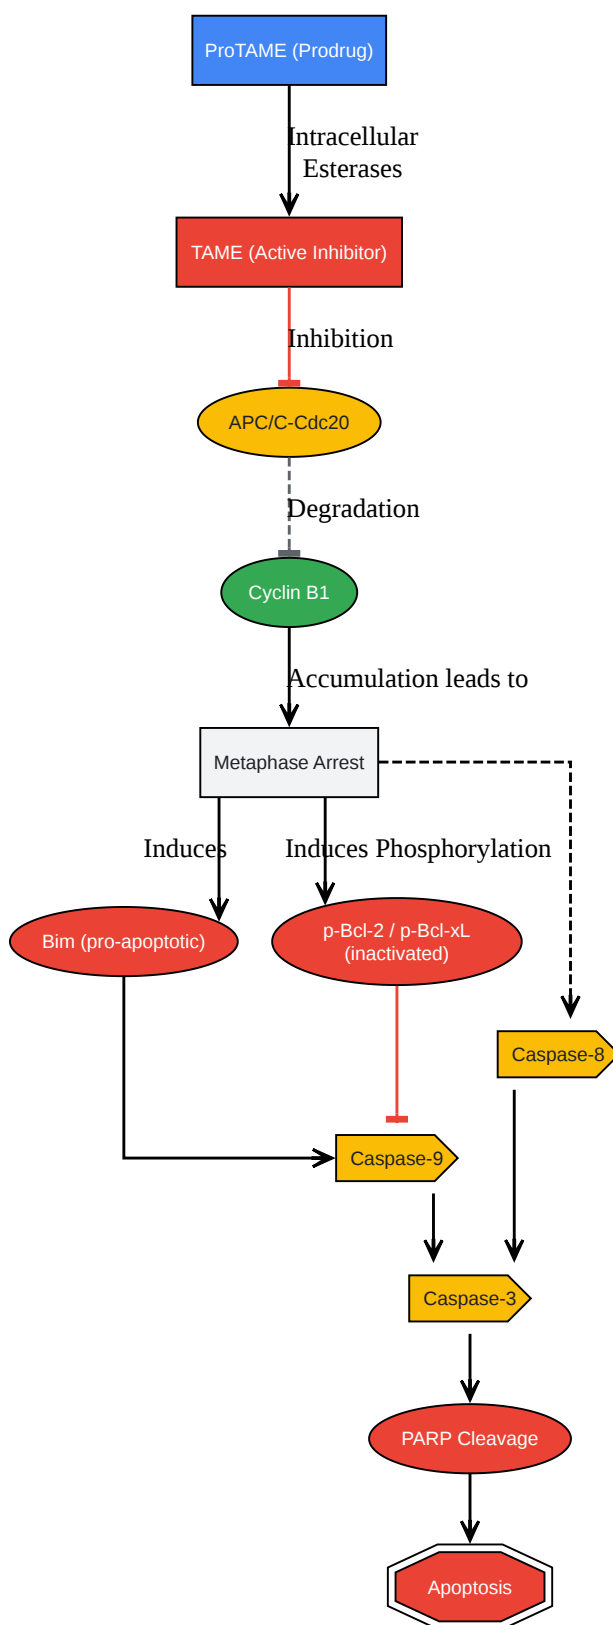 ProTAME (Prodrug)
Intracellular
Esterases
TAME (Active Inhibitor)
Inhibition
APC/C-Cdc20
Degradation
Cyclin B1
Accumulation leads to
Metaphase Arrest
Induces
Induces Phosphorylation
Bim (pro-apoptotic)
p-Bcl-2 / p-Bcl-xL
(inactivated)
Caspase-8
Caspase-9
Caspase-3
PARP Cleavage
Apoptosis